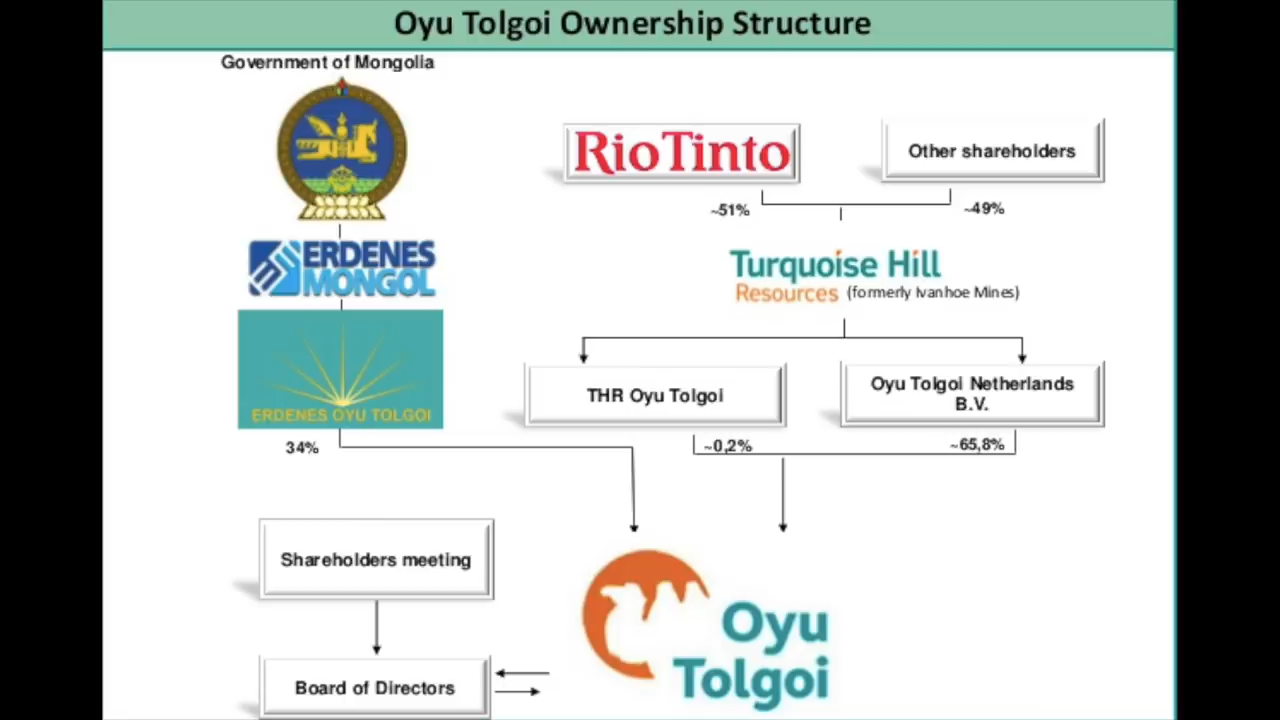 Oyu Tolgoi Ownership Structure
Government of Mongolia
RioTinto
Other shareholders
~51%
~49%
ERDENES
MONGOL
Turquoise Hill
Resources (formerly Ivanhoe Mines)
ERDENES OYU TOLGOI
THR Oyu Tolgoi
Oyu Tolgoi Netherlands
B.V.
34%
~0,2%
~65,8%
Shareholders meeting
Oyu
Tolgoi
Board of Directors